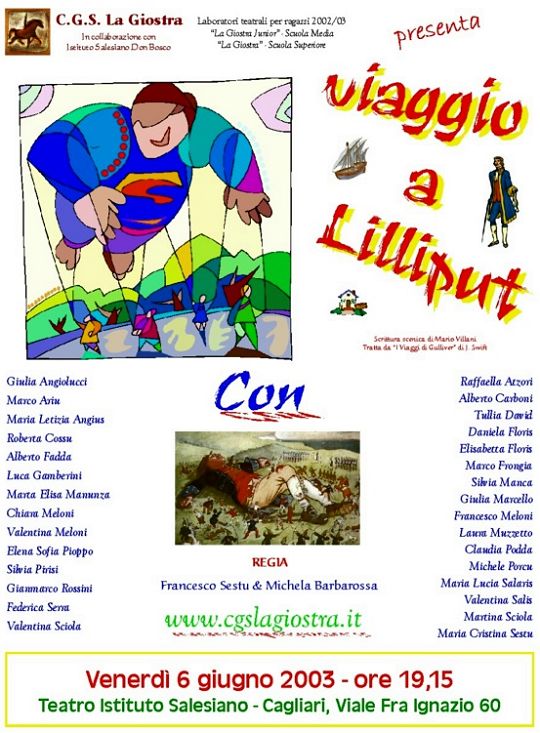 C.G.S. La Giostra
In collaborazione con
Istituto Salesiano Don Bosco
Laboratori teatrali per ragazzi 2002/03
"La Giostra Junior" - Scuola Media
"La Giostra" - Scuola Superiore
presenta
viaggio
a
Lilliput
Scrittura scenica di Mario Villani
Tratta da "I Viaggi di Gulliver" di J. Swift
Con
Giulia Angiolucci
Marco Ariu
Maria Letizia Angius
Roberta Cossu
Alberto Fadda
Luca Gamberini
Marta Elisa Manunza
Chiara Meloni
Valentina Meloni
Elena Sofia Pioppo
Silvia Pirisi
Gianmarco Rossini
Federica Serra
Valentina Sciola
Raffaella Atzori
Alberto Carboni
Tullia David
Daniela Floris
Elisabetta Floris
Marco Frongia
Silvia Manca
Giulia Marcello
Francesco Meloni
Laura Muzzetto
Claudia Podda
Michele Porcu
Maria Lucia Salaris
Valentina Salis
Martina Sciola
Maria Cristina Sestu
REGIA
Francesco Sestu & Michela Barbarossa
www.cgslagiostra.it
Venerdì 6 giugno 2003 - ore 19,15
Teatro Istituto Salesiano - Cagliari, Viale Fra Ignazio 60